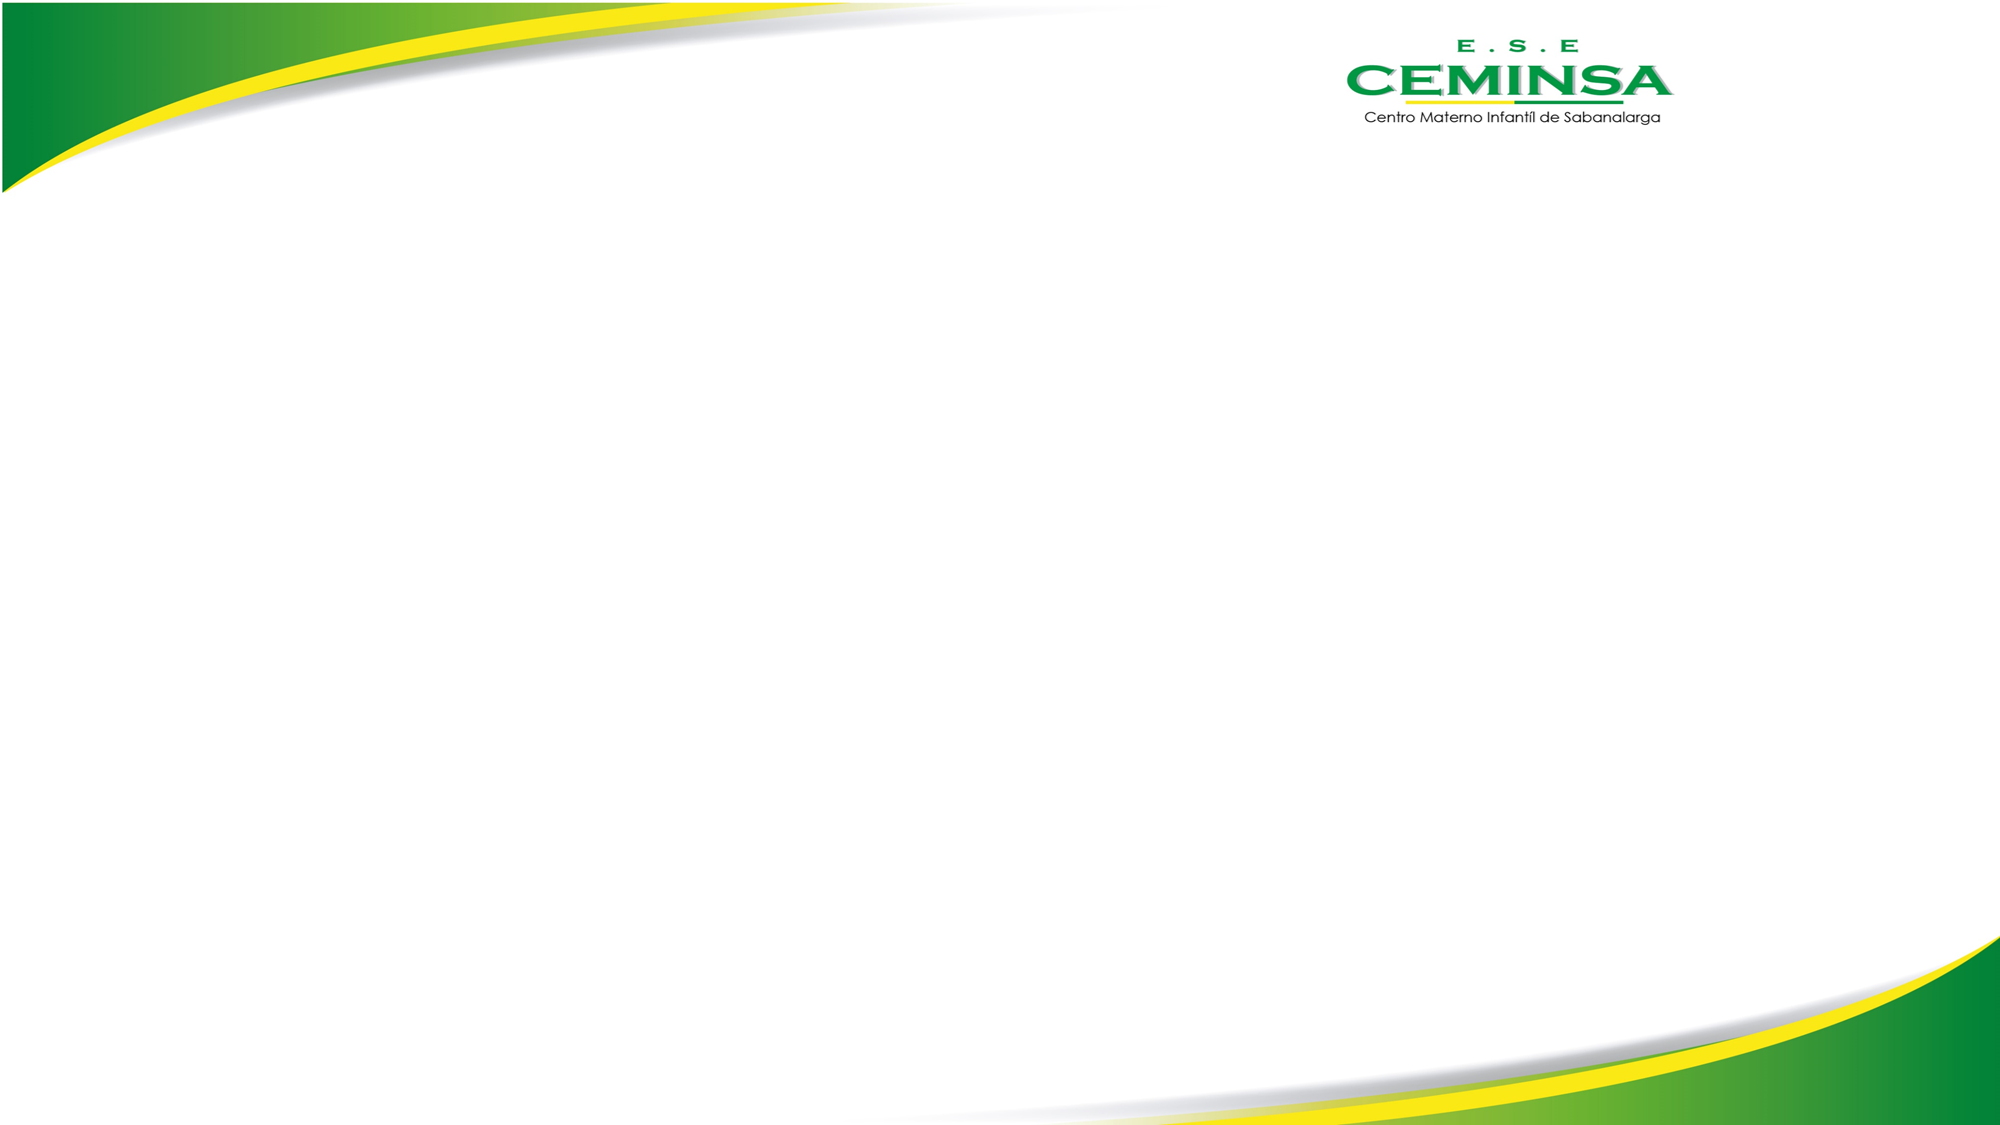 E . S . E
CEMINSA
Centro Materno Infantíl de Sabanalarga